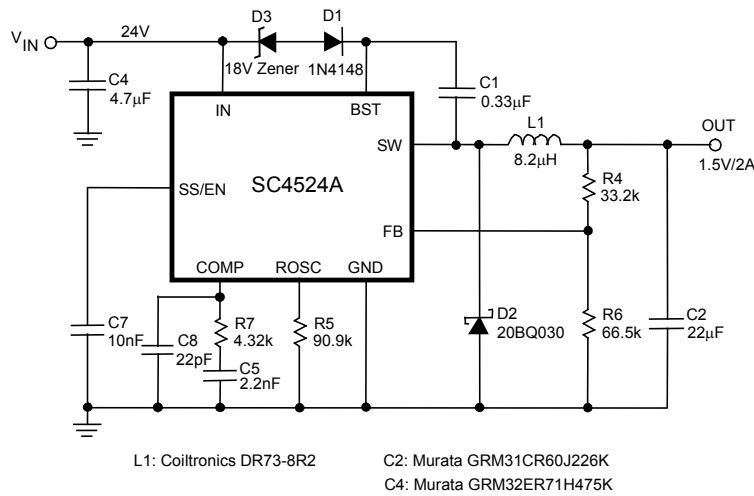 D3
D1
V_IN
24V
18V Zener
1N4148
C4
4.7µF
C1
0.33µF
IN
BST
L1
OUT
SW
8.2µH
1.5V/2A
SS/EN
SC4524A
R4
33.2k
FB
COMP
ROSC
GND
C7
10nF
C8
22pF
R7
4.32k
R5
90.9k
D2
20BQ030
R6
66.5k
C2
22µF
C5
2.2nF
L1: Coiltronics DR73-8R2
C2: Murata GRM31CR60J226K
C4: Murata GRM32ER71H475K